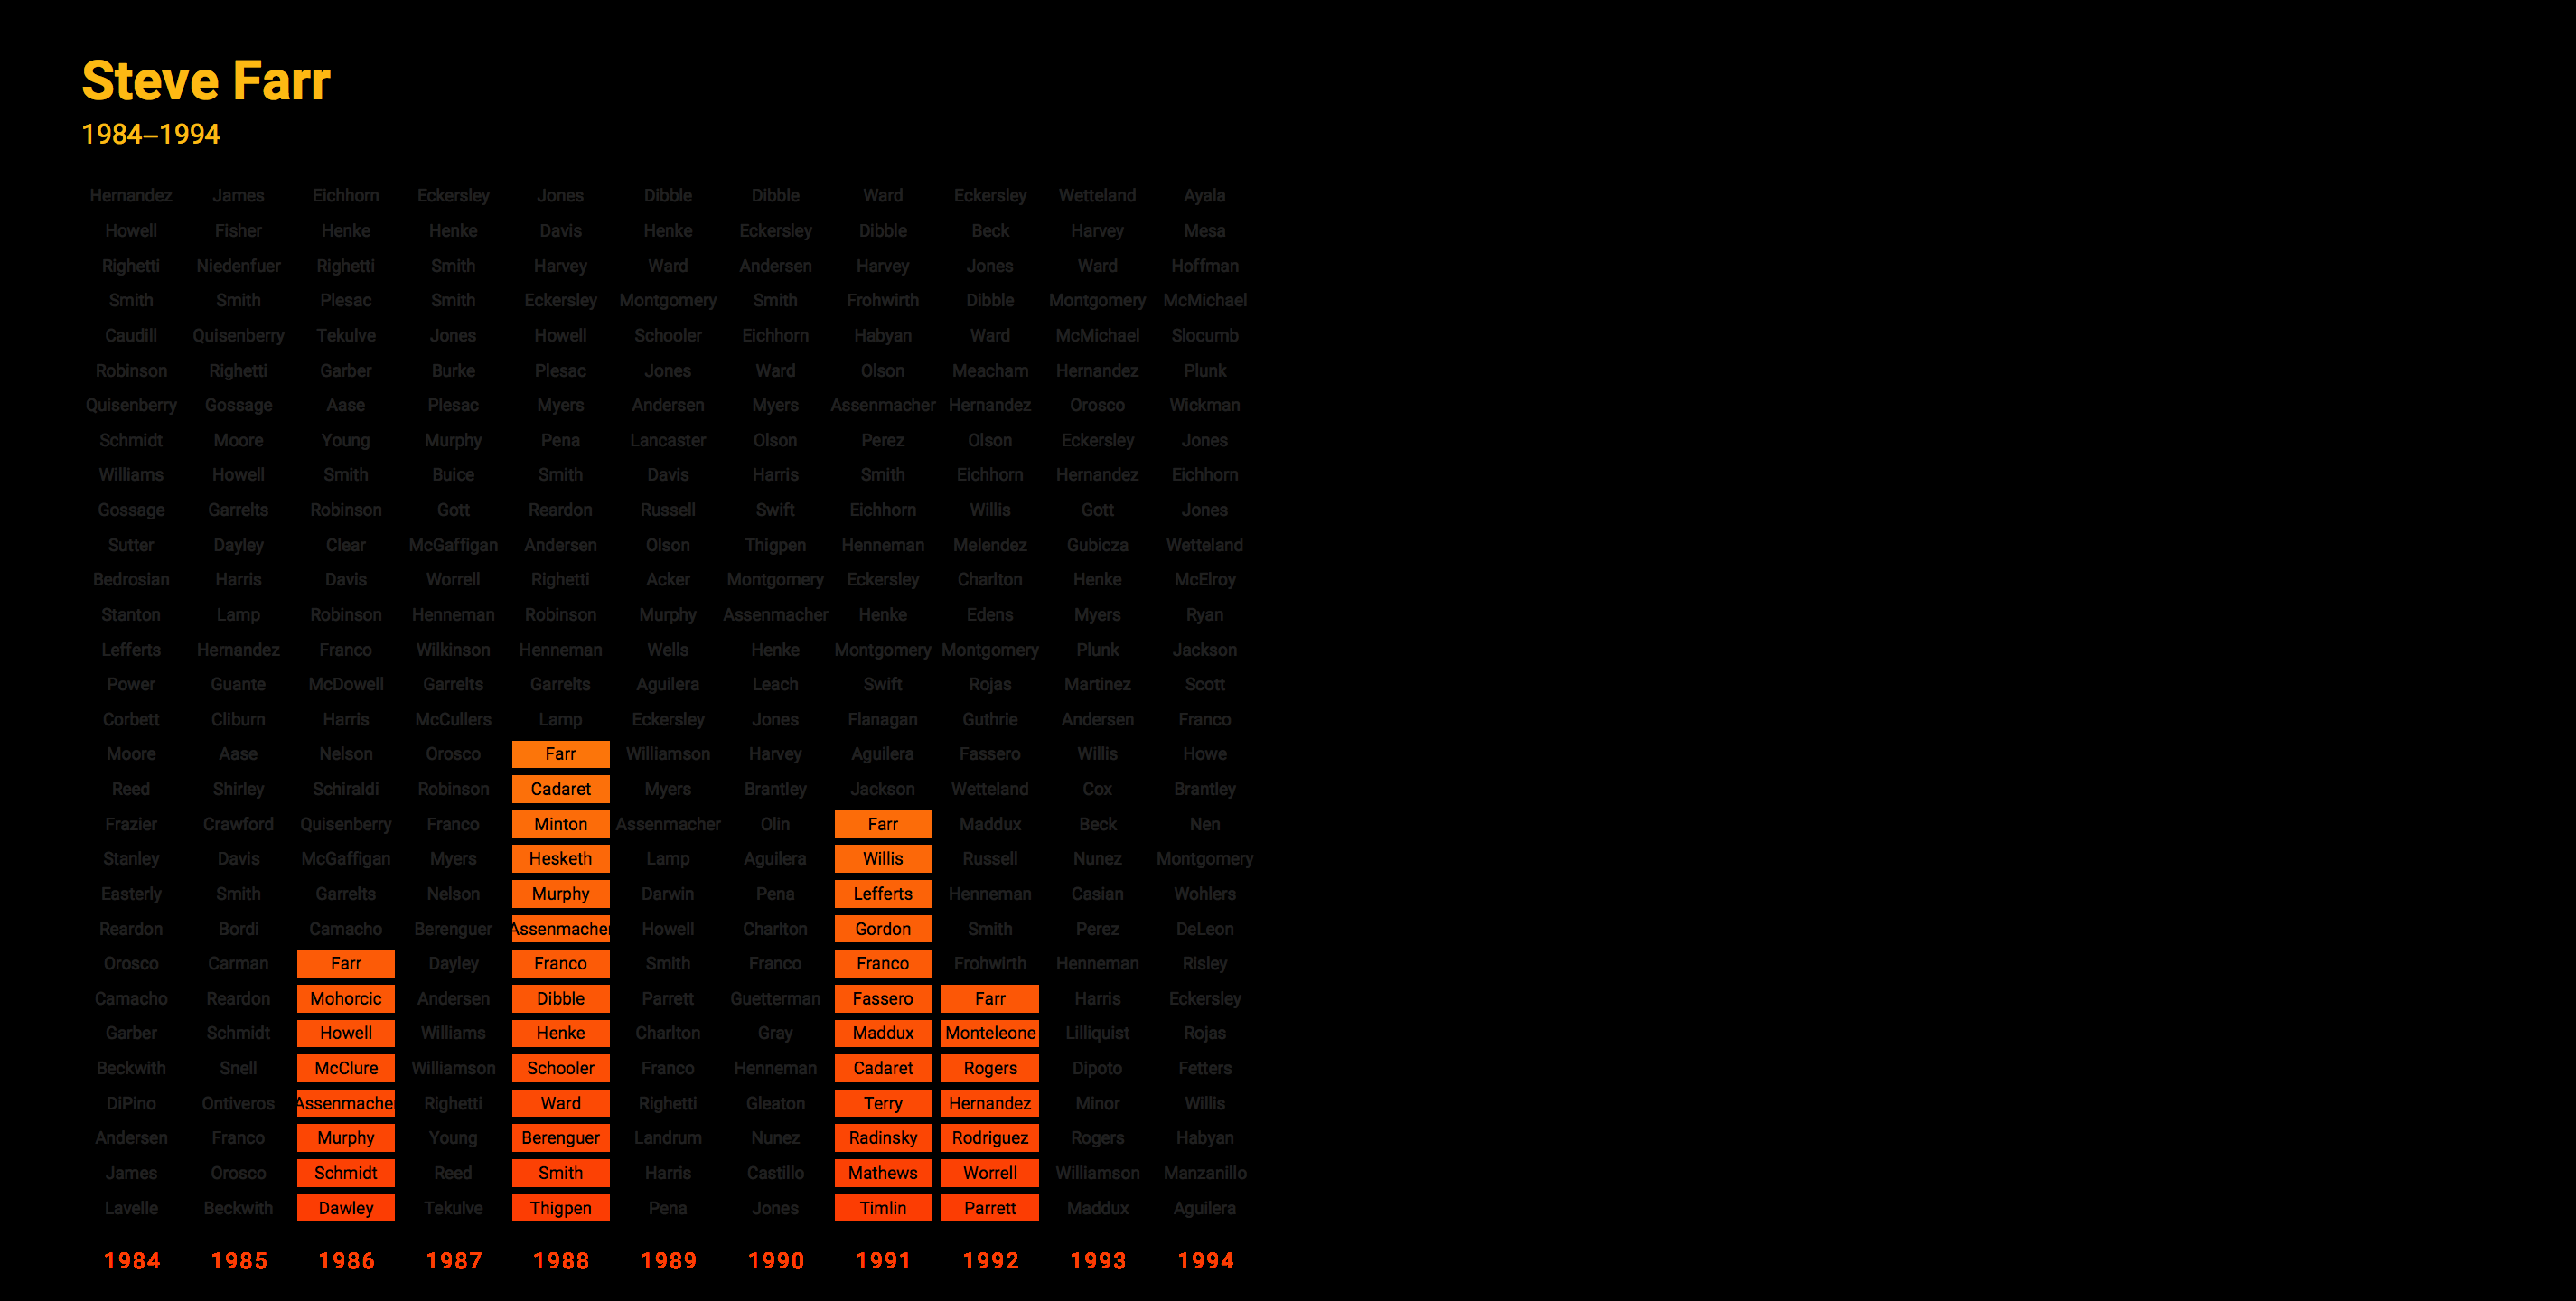 Steve Farr
1984–1994
Hernandez James Eichhorn Eckersley Jones Dibble Dibble Ward Eckersley Wetteland Ayala
Howell Fisher Henke Henke Davis Henke Eckersley Dibble Beck Harvey Mesa
Righetti Niedenfuer Righetti Smith Harvey Ward Andersen Harvey Jones Ward Hoffman
Smith Smith Plesac Smith Eckersley Montgomery Smith Frohwirth Dibble Montgomery McMichael
Caudill Quisenberry Tekulve Jones Howell Schooler Eichhorn Habyan Ward McMichael Slocumb
Robinson Righetti Garber Burke Plesac Jones Ward Olson Meacham Hernandez Plunk
Quisenberry Gossage Aase Plesac Myers Andersen Myers Assenmacher Hernandez Orosco Wickman
Schmidt Moore Young Murphy Pena Lancaster Olson Perez Olson Eckersley Jones
Williams Howell Smith Buice Smith Davis Harris Smith Eichhorn Hernandez Eichhorn
Gossage Garrelts Robinson Gott Reardon Russell Swift Eichhorn Willis Gott Jones
Sutter Dayley Clear McGaffigan Andersen Olson Thigpen Henneman Melendez Gubicza Wetteland
Bedrosian Harris Davis Worrell Righetti Acker Montgomery Eckersley Charlton Henke McElroy
Stanton Lamp Robinson Henneman Robinson Murphy Assenmacher Henke Edens Myers Ryan
Lefferts Hernandez Franco Wilkinson Henneman Wells Henke Montgomery Montgomery Plunk Jackson
Power Guante McDowell Garrelts Garrelts Aguilera Leach Swift Rojas Martinez Scott
Corbett Cliburn Harris McCullers Lamp Eckersley Jones Flanagan Guthrie Andersen Franco
Moore Aase Nelson Orosco Farr Williamson Harvey Aguilera Fassero Willis Howe
Reed Shirley Schiraldi Robinson Cadaret Myers Brantley Jackson Wetteland Cox Brantley
Frazier Crawford Quisenberry Franco Minton Assenmacher Olin Farr Maddux Beck Nen
Stanley Davis McGaffigan Myers Hesketh Lamp Aguilera Willis Russell Nunez Montgomery
Easterly Smith Garrelts Nelson Murphy Darwin Pena Lefferts Henneman Casian Wohlers
Reardon Bordi Camacho Berenguer Assenmacher Howell Charlton Gordon Smith Perez DeLeon
Orosco Carman Farr Dayley Franco Smith Franco Franco Frohwirth Henneman Risley
Camacho Reardon Mohorcic Andersen Dibble Parrett Guetterman Fassero Farr Harris Eckersley
Garber Schmidt Howell Williams Henke Charlton Gray Maddux Monteleone Lilliquist Rojas
Beckwith Snell McClure Williamson Schooler Franco Henneman Cadaret Rogers Dipoto Fetters
DiPino Ontiveros Assenmacher Righetti Ward Righetti Gleaton Terry Hernandez Minor Willis
Andersen Franco Murphy Young Berenguer Landrum Nunez Radinsky Rodriguez Rogers Habyan
James Orosco Schmidt Reed Smith Harris Castillo Mathews Worrell Williamson Manzanillo
Lavelle Beckwith Dawley Tekulve Thigpen Pena Jones Timlin Parrett Maddux Aguilera
1984 1985 1986 1987 1988 1989 1990 1991 1992 1993 1994